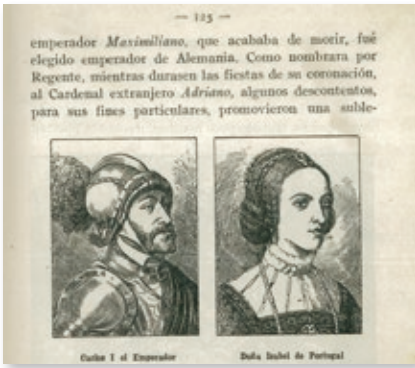 — 123 —
emperador Maximiliano, que acababa de morir, fué
elegido emperador de Alemania. Como nombrara por
Regente, mientras durasen las fiestas de su coronación,
al Cardenal extranjero Adriano, algunos descontentos,
para sus fines particulares, promovieron una suble-
Carlos I el Emperador
Doña Isabel de Portugal